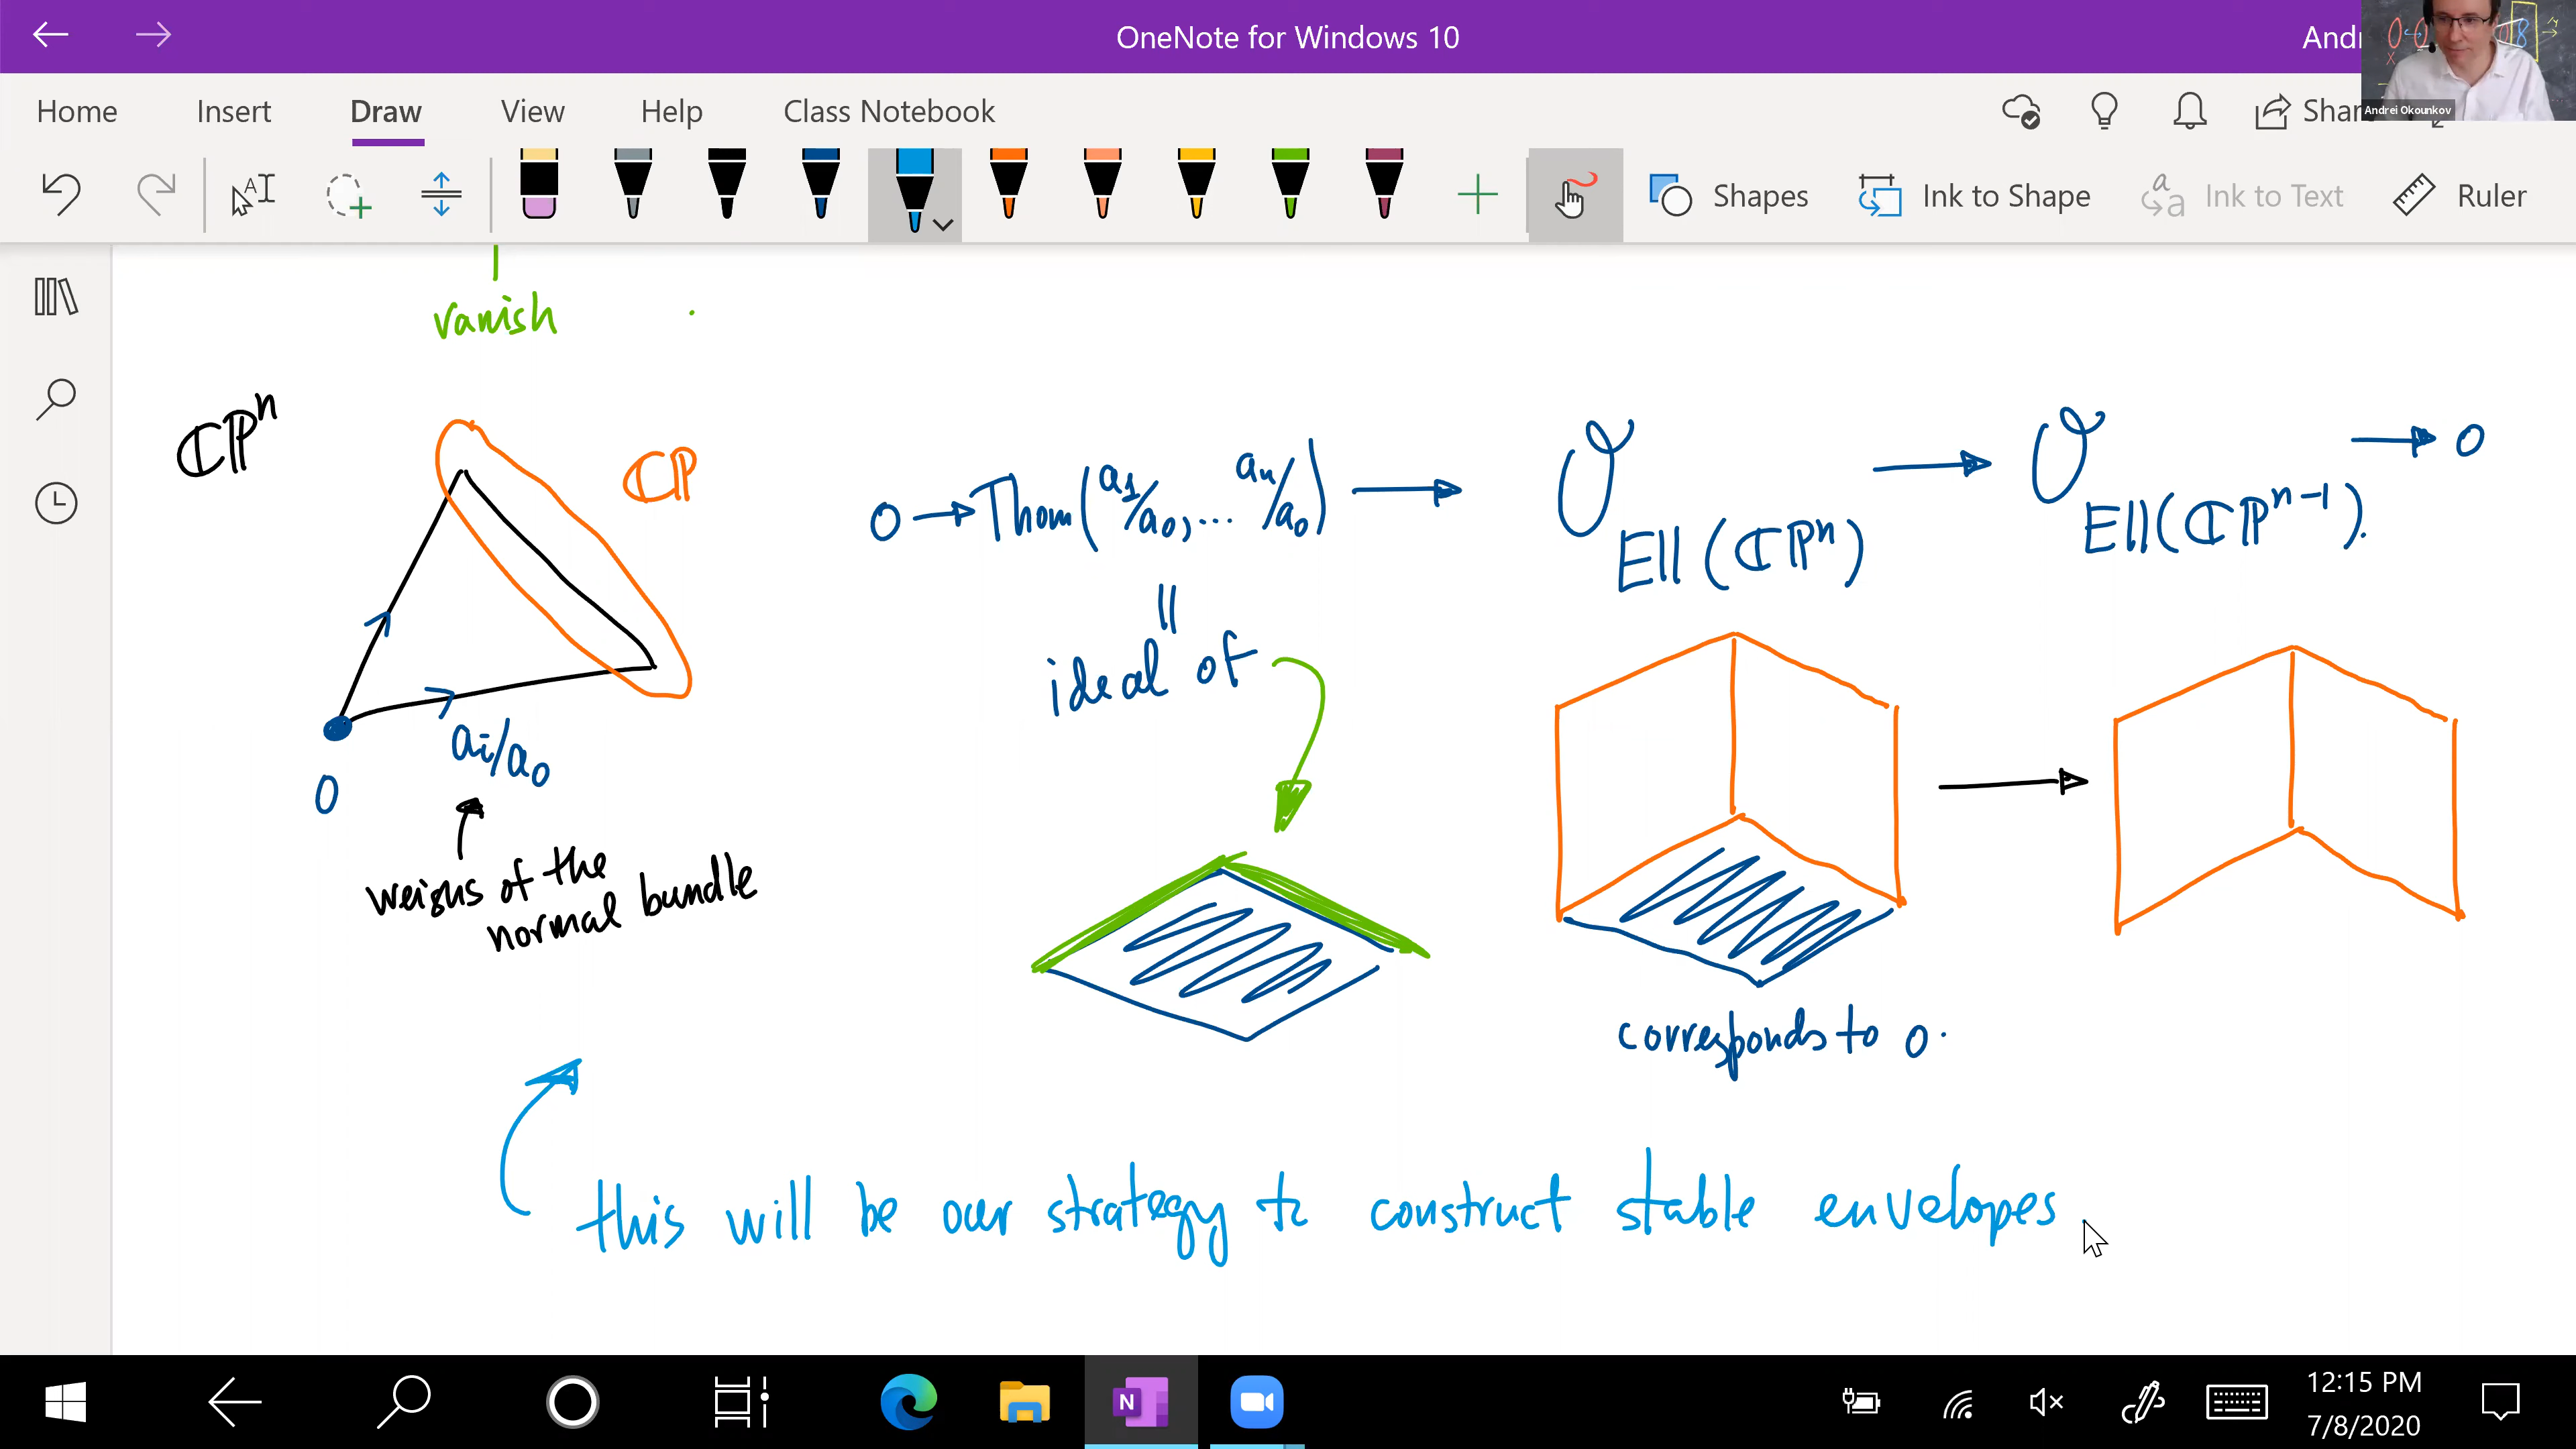 OneNote for Windows 10
Andrei Okounkov
Home Insert Draw View Help Class Notebook
Shapes Ink to Shape Ink to Text Ruler
vanish
ℂℙⁿ
ℂℙ
0 → Thom(a₁/a₀, ... aₙ/a₀) → 𝒪_Ell(ℂℙⁿ) → 𝒪_Ell(ℂℙⁿ⁻¹). → 0
||
ideal of
aᵢ/a₀
0
weighs of the
normal bundle
corresponds to 0.
this will be our strategy to construct stable envelopes
12:15 PM
7/8/2020